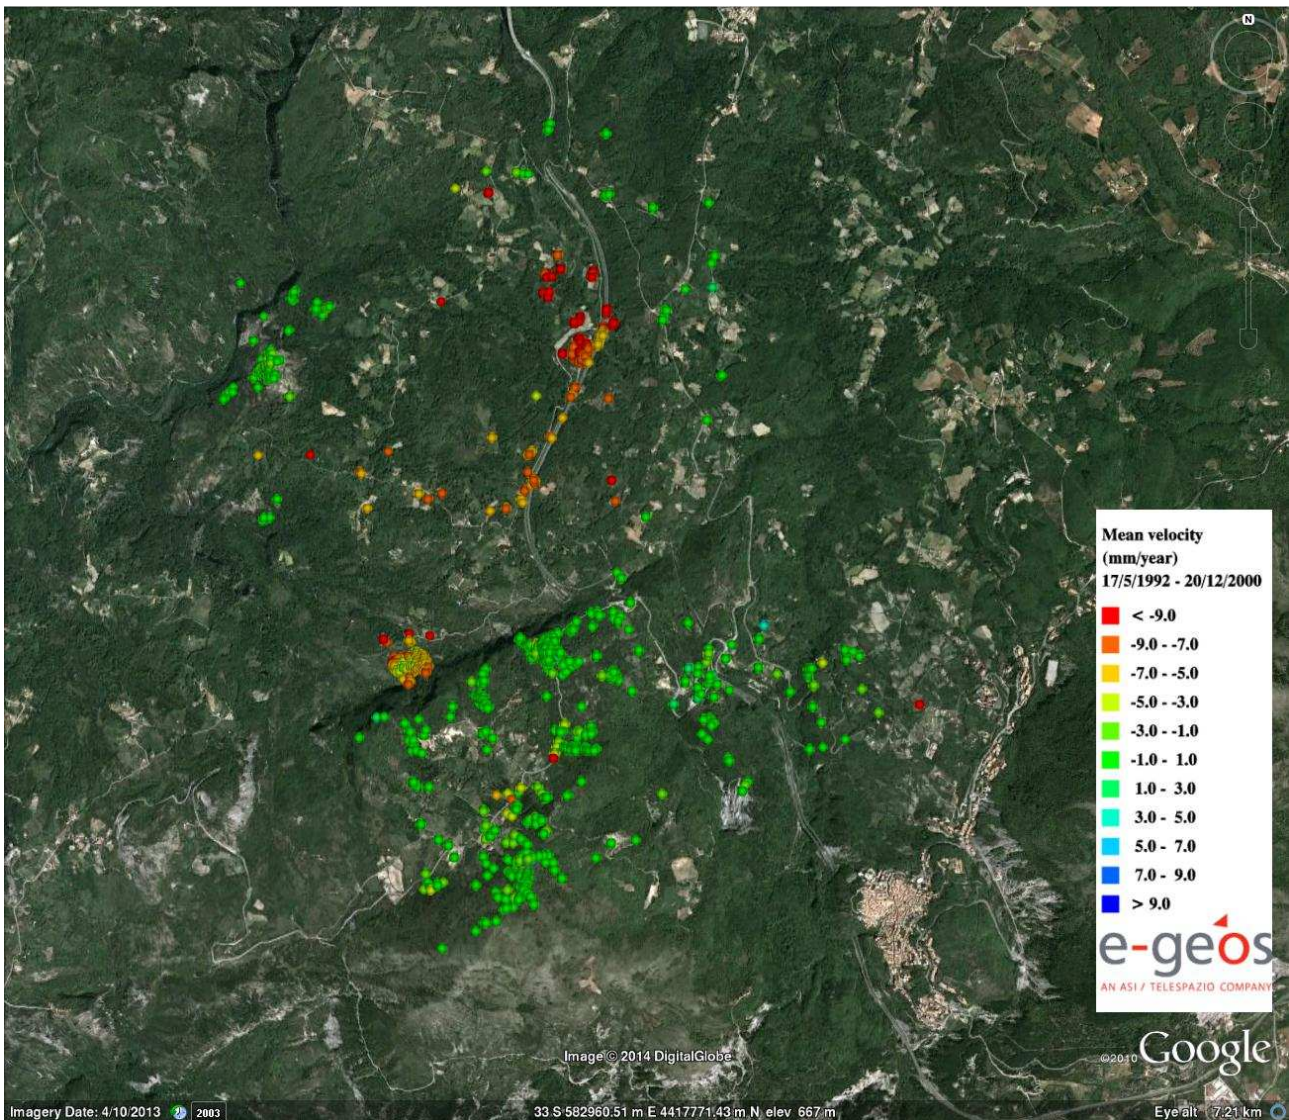 N
Mean velocity
(mm/year)
17/5/1992 - 20/12/2000
< -9.0
-9.0 - -7.0
-7.0 - -5.0
-5.0 - -3.0
-3.0 - -1.0
-1.0 - 1.0
1.0 - 3.0
3.0 - 5.0
5.0 - 7.0
7.0 - 9.0
> 9.0
e-geos
AN ASI / TELESPAZIO COMPANY
Image © 2014 DigitalGlobe
©2010 Google
Imagery Date: 4/10/2013 2003 33 S 582960.51 m E 4417771.43 m N elev 667 m Eye alt 7.21 km